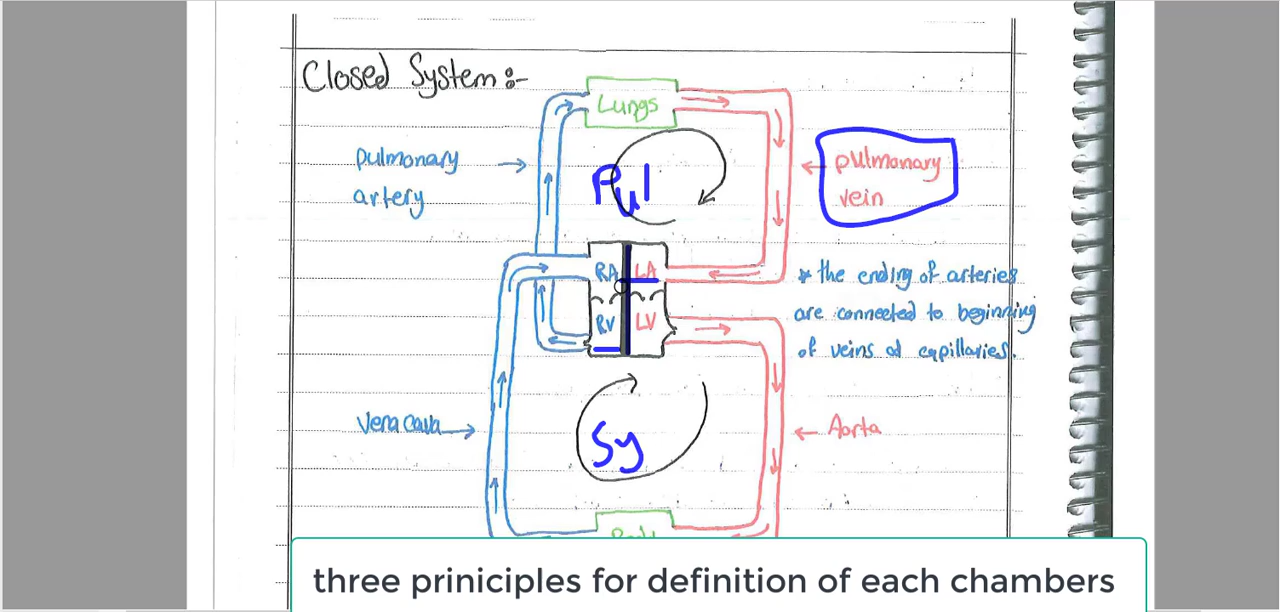 Closed System :-
Lungs
pulmonary
artery
Pul
pulmonary
vein
RA LA
RV LV
* the ending of arteries
are connected to beginning
of veins at capillaries.
Vena cava
Sy
Aorta
Body
three priniciples for definition of each chambers